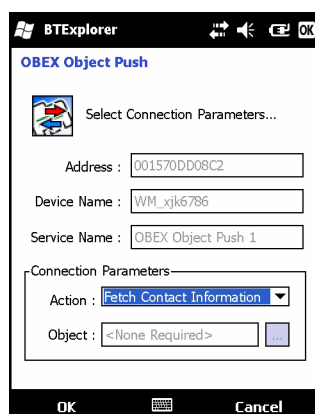 BTExplorer
OK
OBEX Object Push
Select Connection Parameters...
Address : 001570DD08C2
Device Name : WM_xjk6786
Service Name : OBEX Object Push 1
Connection Parameters
Action : Fetch Contact Information
Object : <None Required> ...
OK Cancel